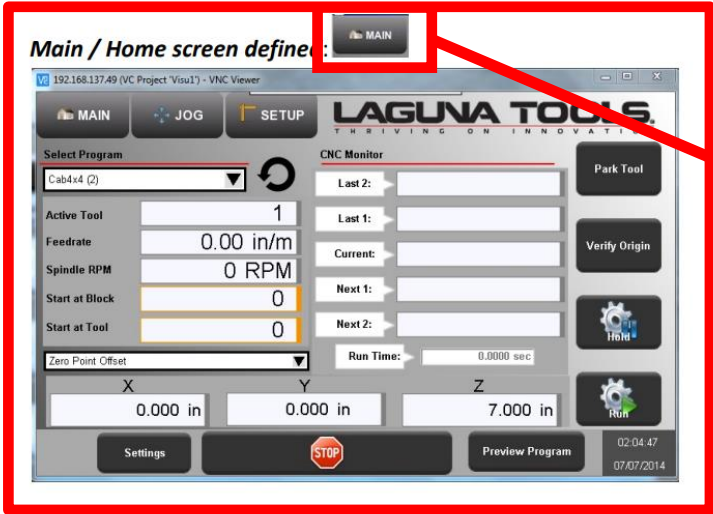 Main / Home screen defined:
MAIN
192.168.137.49 (VC Project 'Visu1') - VNC Viewer
MAIN JOG SETUP
LAGUNA TOOLS.
THRIVING ON INNOVATI
Select Program
Cab4x4 (2)
CNC Monitor
Last 2:
Park Tool
Active Tool 1
Last 1:
Feedrate 0.00 in/m
Current:
Verify Origin
Spindle RPM 0 RPM
Start at Block 0
Next 1:
Start at Tool 0
Next 2:
Hold
Zero Point Offset
Run Time: 0.0000 sec
X Y Z
0.000 in 0.000 in 7.000 in
Run
Settings STOP Preview Program
02:04:47
07/07/2014